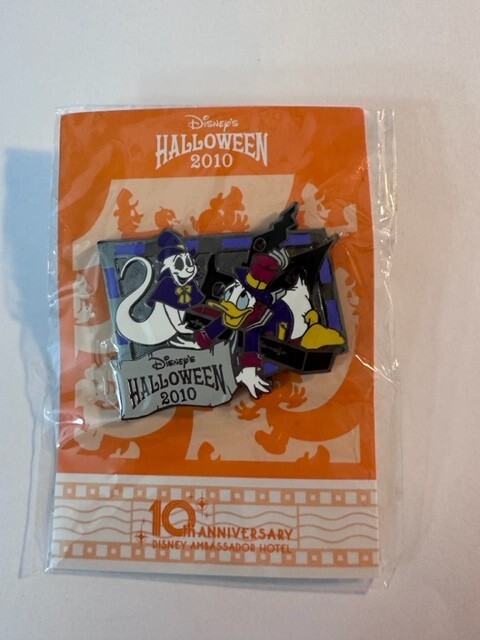 Disney's
HALLOWEEN
2010
Disney's
HALLOWEEN
2010
10th ANNIVERSARY
DISNEY AMBASSADOR HOTEL